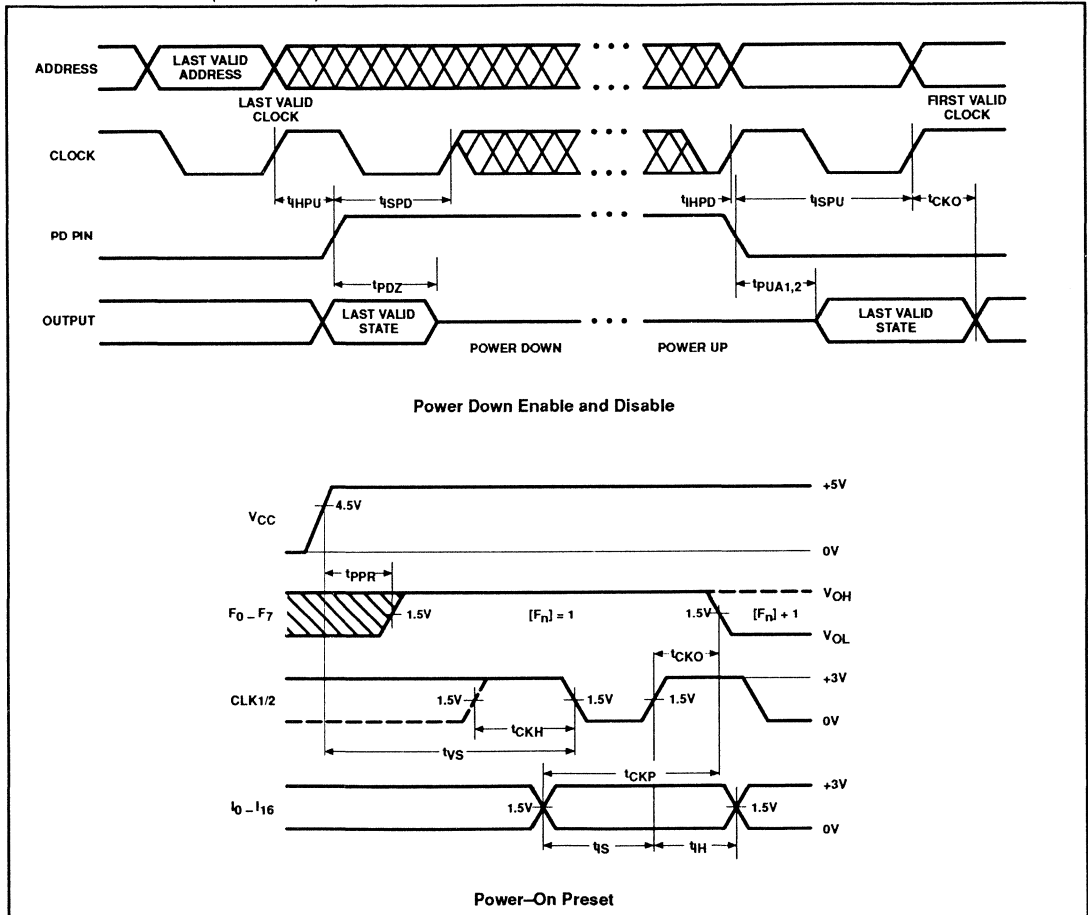 ADDRESS
LAST VALID
ADDRESS
LAST VALID
CLOCK
FIRST VALID
CLOCK
CLOCK
tIHPU
tISPD
tIHPD
tISPU
tCKO
PD PIN
tPDZ
tPUA1,2
OUTPUT
LAST VALID
STATE
POWER DOWN
POWER UP
LAST VALID
STATE
Power Down Enable and Disable
VCC
4.5V
+5V
0V
tPPR
F0 – F7
1.5V
[Fn] = 1
1.5V
[Fn] + 1
VOH
VOL
tCKO
CLK1/2
1.5V
1.5V
1.5V
+3V
0V
tCKH
tVS
tCKP
I0 – I16
1.5V
1.5V
+3V
0V
tIS
tIH
Power–On Preset